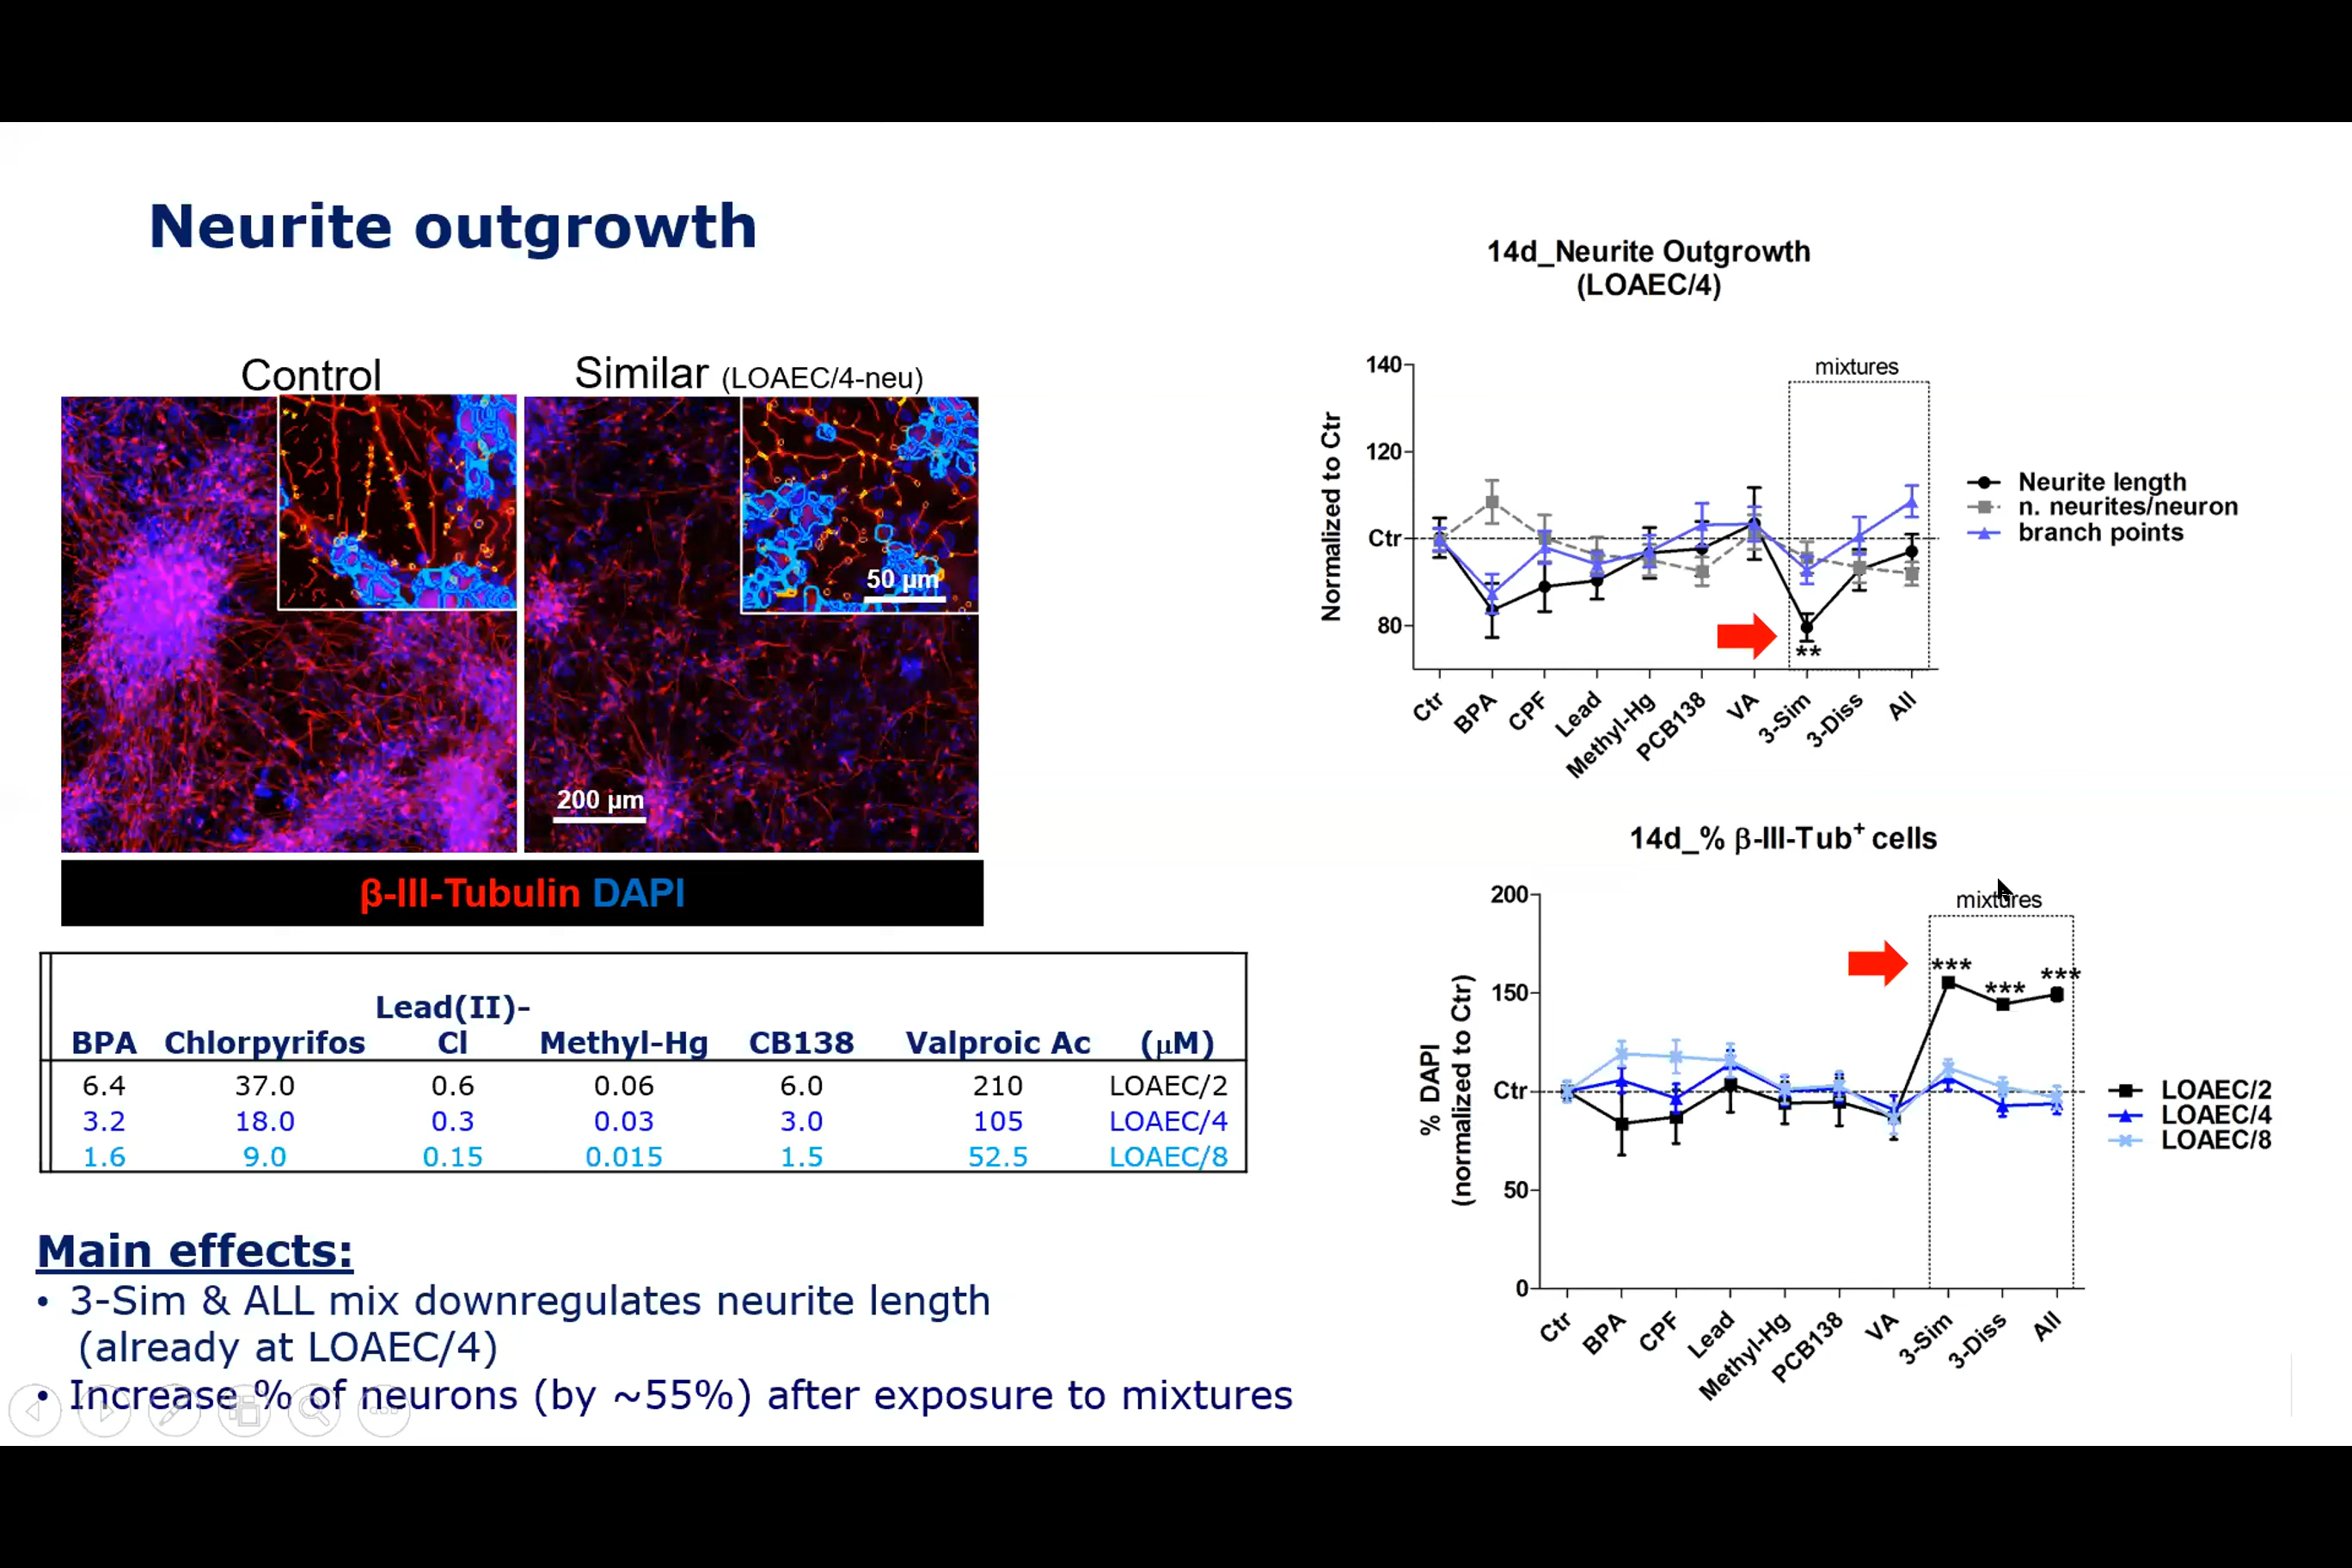 Neurite outgrowth
Control
Similar (LOAEC/4-neu)
50 µm
200 µm
β-III-Tubulin DAPI
Lead(II)-
BPA Chlorpyrifos Cl Methyl-Hg CB138 Valproic Ac (µM)
6.4 37.0 0.6 0.06 6.0 210 LOAEC/2
3.2 18.0 0.3 0.03 3.0 105 LOAEC/4
1.6 9.0 0.15 0.015 1.5 52.5 LOAEC/8
Main effects:
• 3-Sim & ALL mix downregulates neurite length
(already at LOAEC/4)
• Increase % of neurons (by ~55%) after exposure to mixtures
14d_Neurite Outgrowth
(LOAEC/4)
Normalized to Ctr
140
120
Ctr
80
mixtures
**
Ctr
BPA
CPF
Lead
Methyl-Hg
PCB138
VA
3-Sim
3-Diss
All
Neurite length
n. neurites/neuron
branch points
14d_% β-III-Tub+ cells
% DAPI
(normalized to Ctr)
200
150
Ctr
50
0
mixtures
***
***
***
Ctr
BPA
CPF
Lead
Methyl-Hg
PCB138
VA
3-Sim
3-Diss
All
LOAEC/2
LOAEC/4
LOAEC/8